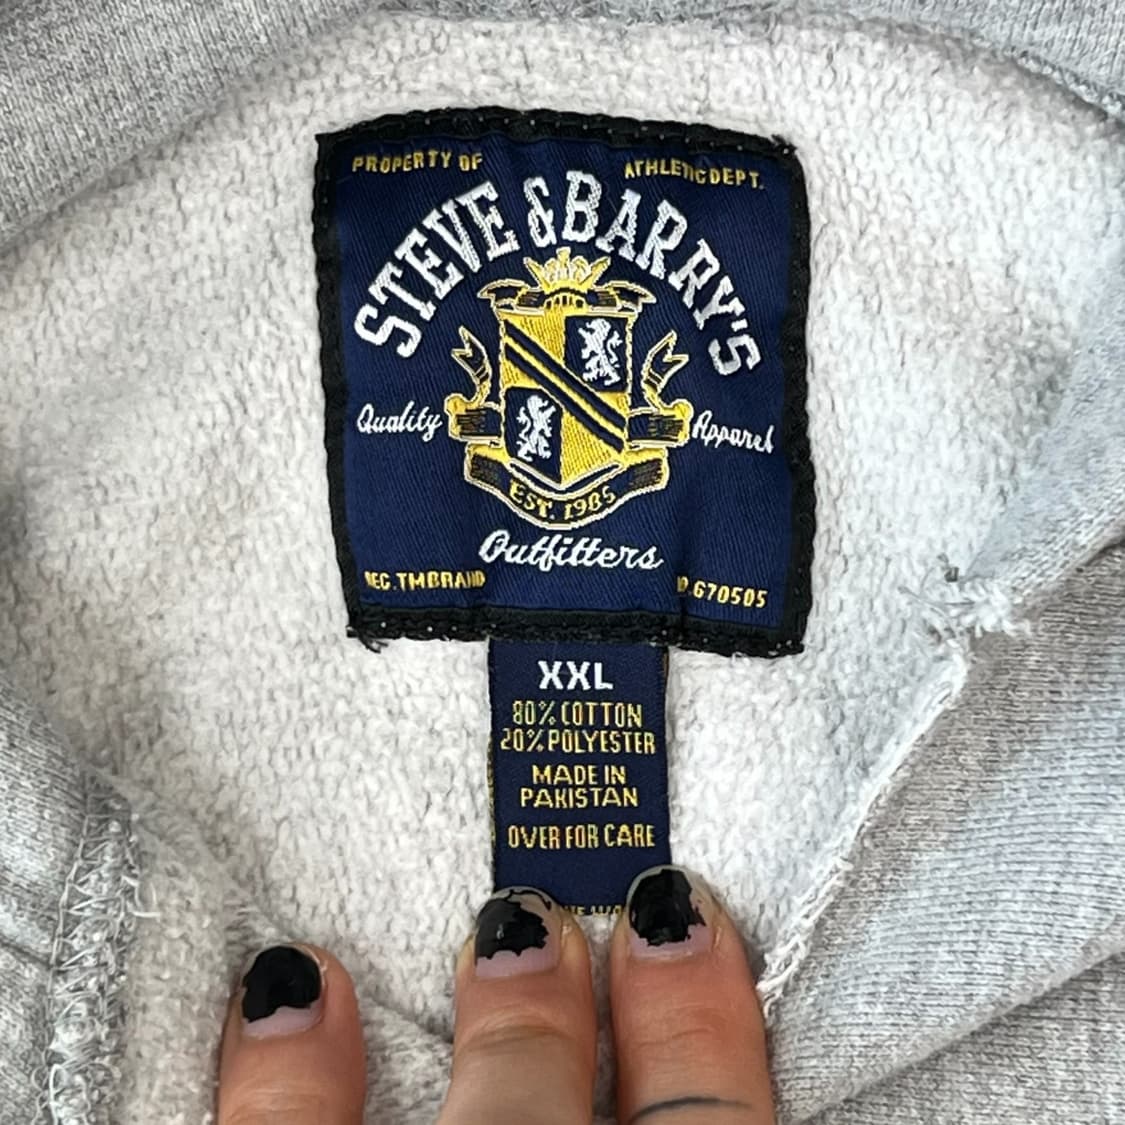 PROPERTY OF
ATHLETIC DEPT.
STEVE & BARRY'S
Quality
Apparel
EST. 1985
Outfitters
REG. TM BRAND
670505
XXL
80% COTTON
20% POLYESTER
MADE IN
PAKISTAN
OVER FOR CARE